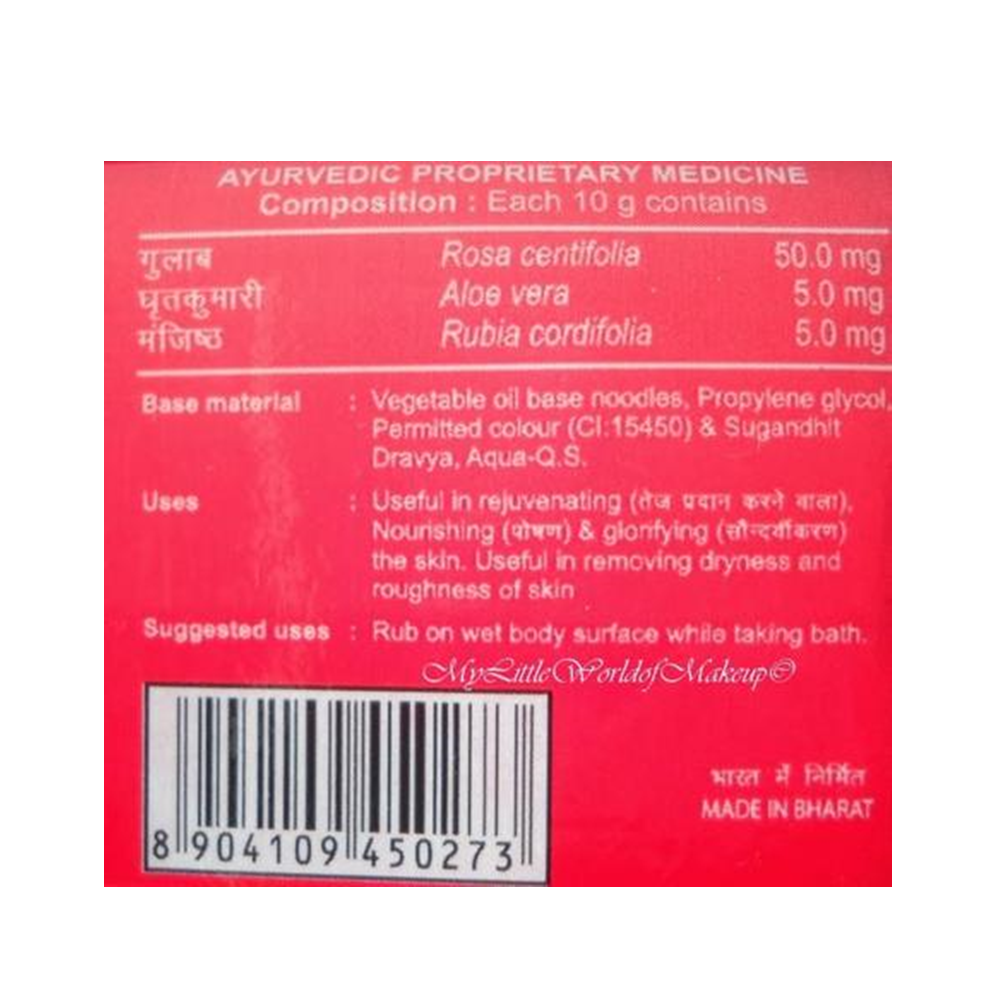 AYURVEDIC PROPRIETARY MEDICINE
Composition : Each 10 g contains
गुलाब Rosa centifolia 50.0 mg
घृतकुमारी Aloe vera 5.0 mg
मंजिष्ठ Rubia cordifolia 5.0 mg
Base material : Vegetable oil base noodles, Propylene glycol,
Permitted colour (CI:15450) & Sugandhit
Dravya, Aqua-Q.S.
Uses : Useful in rejuvenating (तेज प्रदान करने वाला),
Nourishing (पोषण) & glorifying (सौन्दर्यीकरण)
the skin. Useful in removing dryness and
roughness of skin
Suggested uses : Rub on wet body surface while taking bath.
MyLittleWorldofMakeup©
भारत में निर्मित
MADE IN BHARAT
8 904109 450273